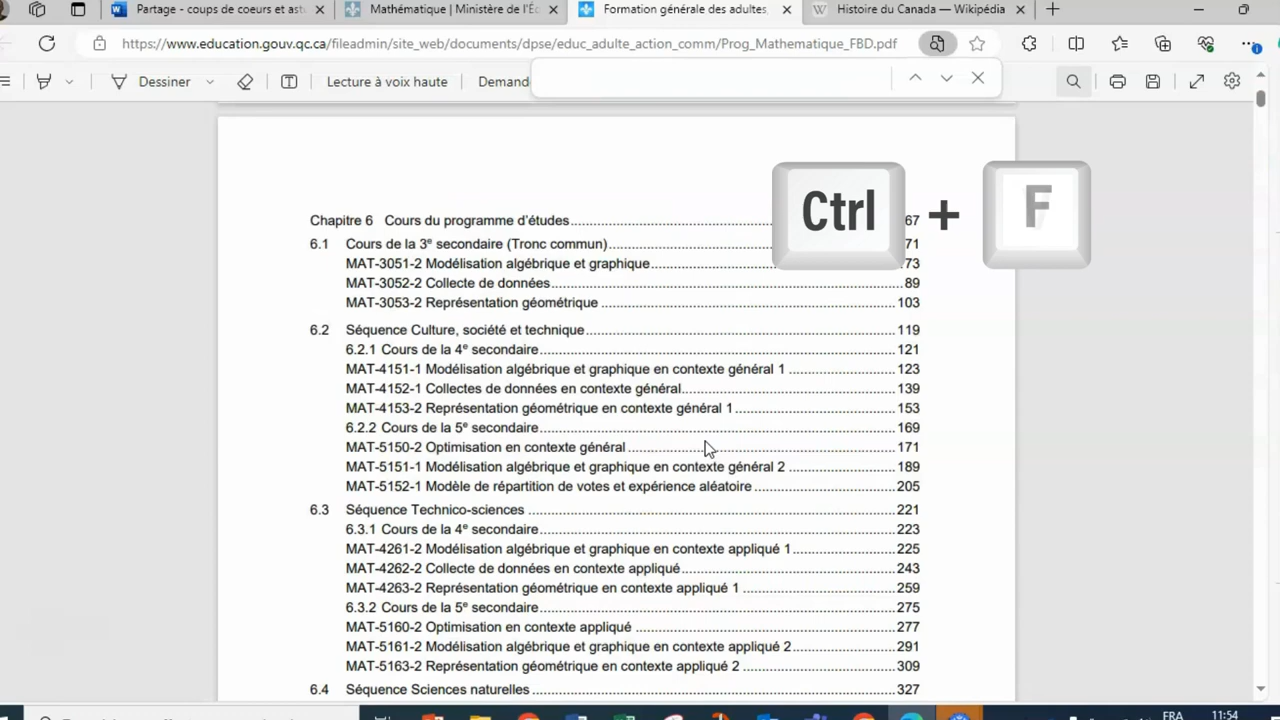 Partage - coups de coeurs et ast
Mathématique | Ministère de l'Éc
Formation générale des adultes,
Histoire du Canada — Wikipédia
https://www.education.gouv.qc.ca/fileadmin/site_web/documents/dpse/educ_adulte_action_comm/Prog_Mathematique_FBD.pdf
Dessiner
Lecture à voix haute
Demand
Ctrl + F
Chapitre 6 Cours du programme d'études 67
6.1 Cours de la 3e secondaire (Tronc commun) 71
MAT-3051-2 Modélisation algébrique et graphique 73
MAT-3052-2 Collecte de données 89
MAT-3053-2 Représentation géométrique 103
6.2 Séquence Culture, société et technique 119
6.2.1 Cours de la 4e secondaire 121
MAT-4151-1 Modélisation algébrique et graphique en contexte général 1 123
MAT-4152-1 Collectes de données en contexte général 139
MAT-4153-2 Représentation géométrique en contexte général 1 153
6.2.2 Cours de la 5e secondaire 169
MAT-5150-2 Optimisation en contexte général 171
MAT-5151-1 Modélisation algébrique et graphique en contexte général 2 189
MAT-5152-1 Modèle de répartition de votes et expérience aléatoire 205
6.3 Séquence Technico-sciences 221
6.3.1 Cours de la 4e secondaire 223
MAT-4261-2 Modélisation algébrique et graphique en contexte appliqué 1 225
MAT-4262-2 Collecte de données en contexte appliqué 243
MAT-4263-2 Représentation géométrique en contexte appliqué 1 259
6.3.2 Cours de la 5e secondaire 275
MAT-5160-2 Optimisation en contexte appliqué 277
MAT-5161-2 Modélisation algébrique et graphique en contexte appliqué 2 291
MAT-5163-2 Représentation géométrique en contexte appliqué 2 309
6.4 Séquence Sciences naturelles 327
FRA 11:54